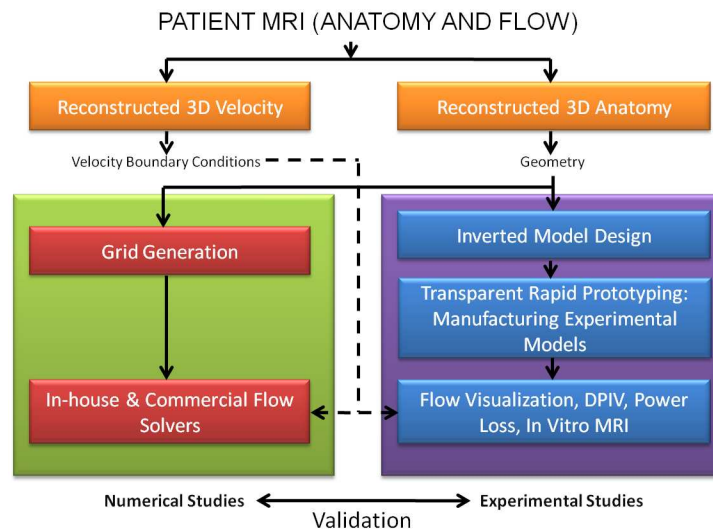 PATIENT MRI (ANATOMY AND FLOW)
Reconstructed 3D Velocity
Reconstructed 3D Anatomy
Velocity Boundary Conditions
Geometry
Grid Generation
Inverted Model Design
Transparent Rapid Prototyping:
Manufacturing Experimental
Models
In-house & Commercial Flow
Solvers
Flow Visualization, DPIV, Power
Loss, In Vitro MRI
Numerical Studies
Experimental Studies
Validation